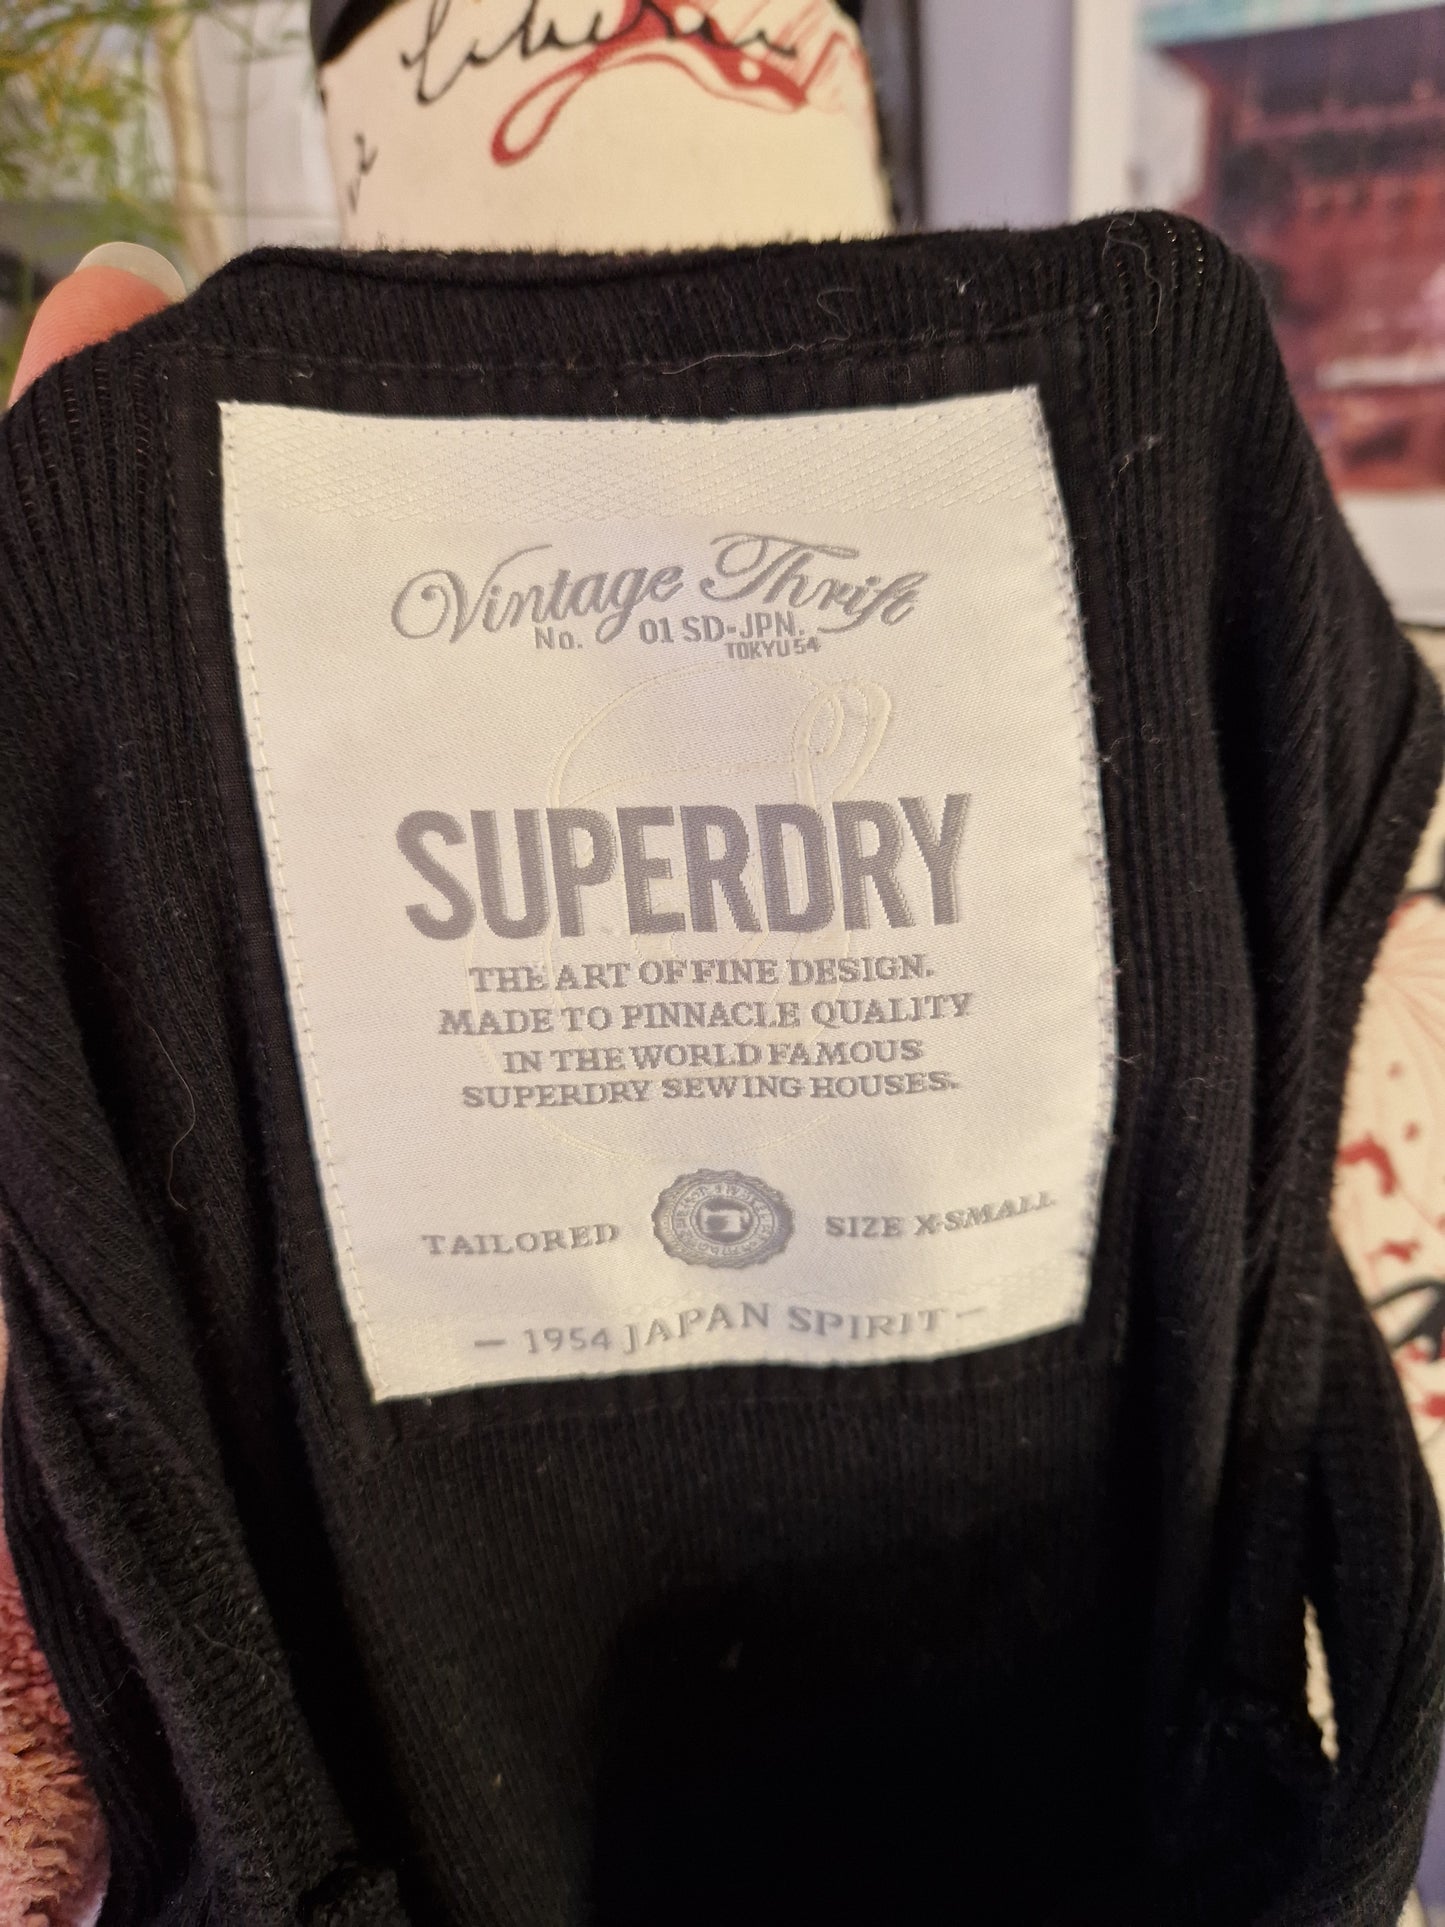 Vintage Thrift
No. 01 SD-JPN.
TOKYU 54
SUPERDRY
THE ART OF FINE DESIGN.
MADE TO PINNACLE QUALITY
IN THE WORLD FAMOUS
SUPERDRY SEWING HOUSES.
TAILORED SIZE X-SMALL
— 1954 JAPAN SPIRIT —